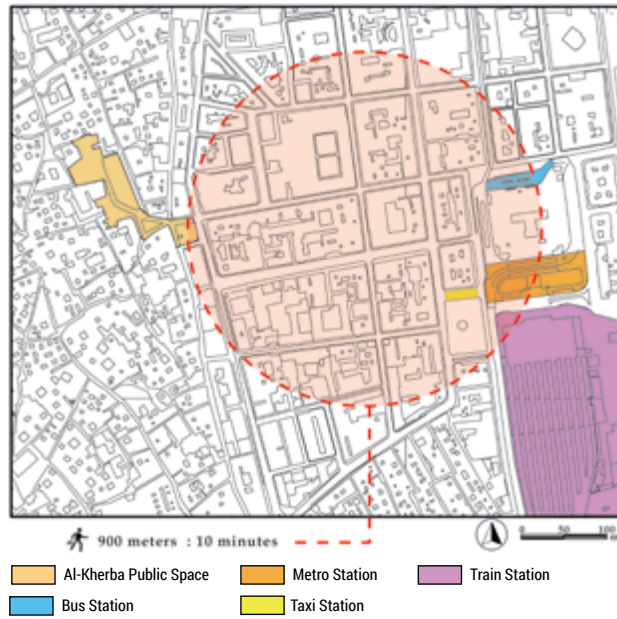 900 meters : 10 minutes
0 50 100
Al-Kherba Public Space
Metro Station
Train Station
Bus Station
Taxi Station